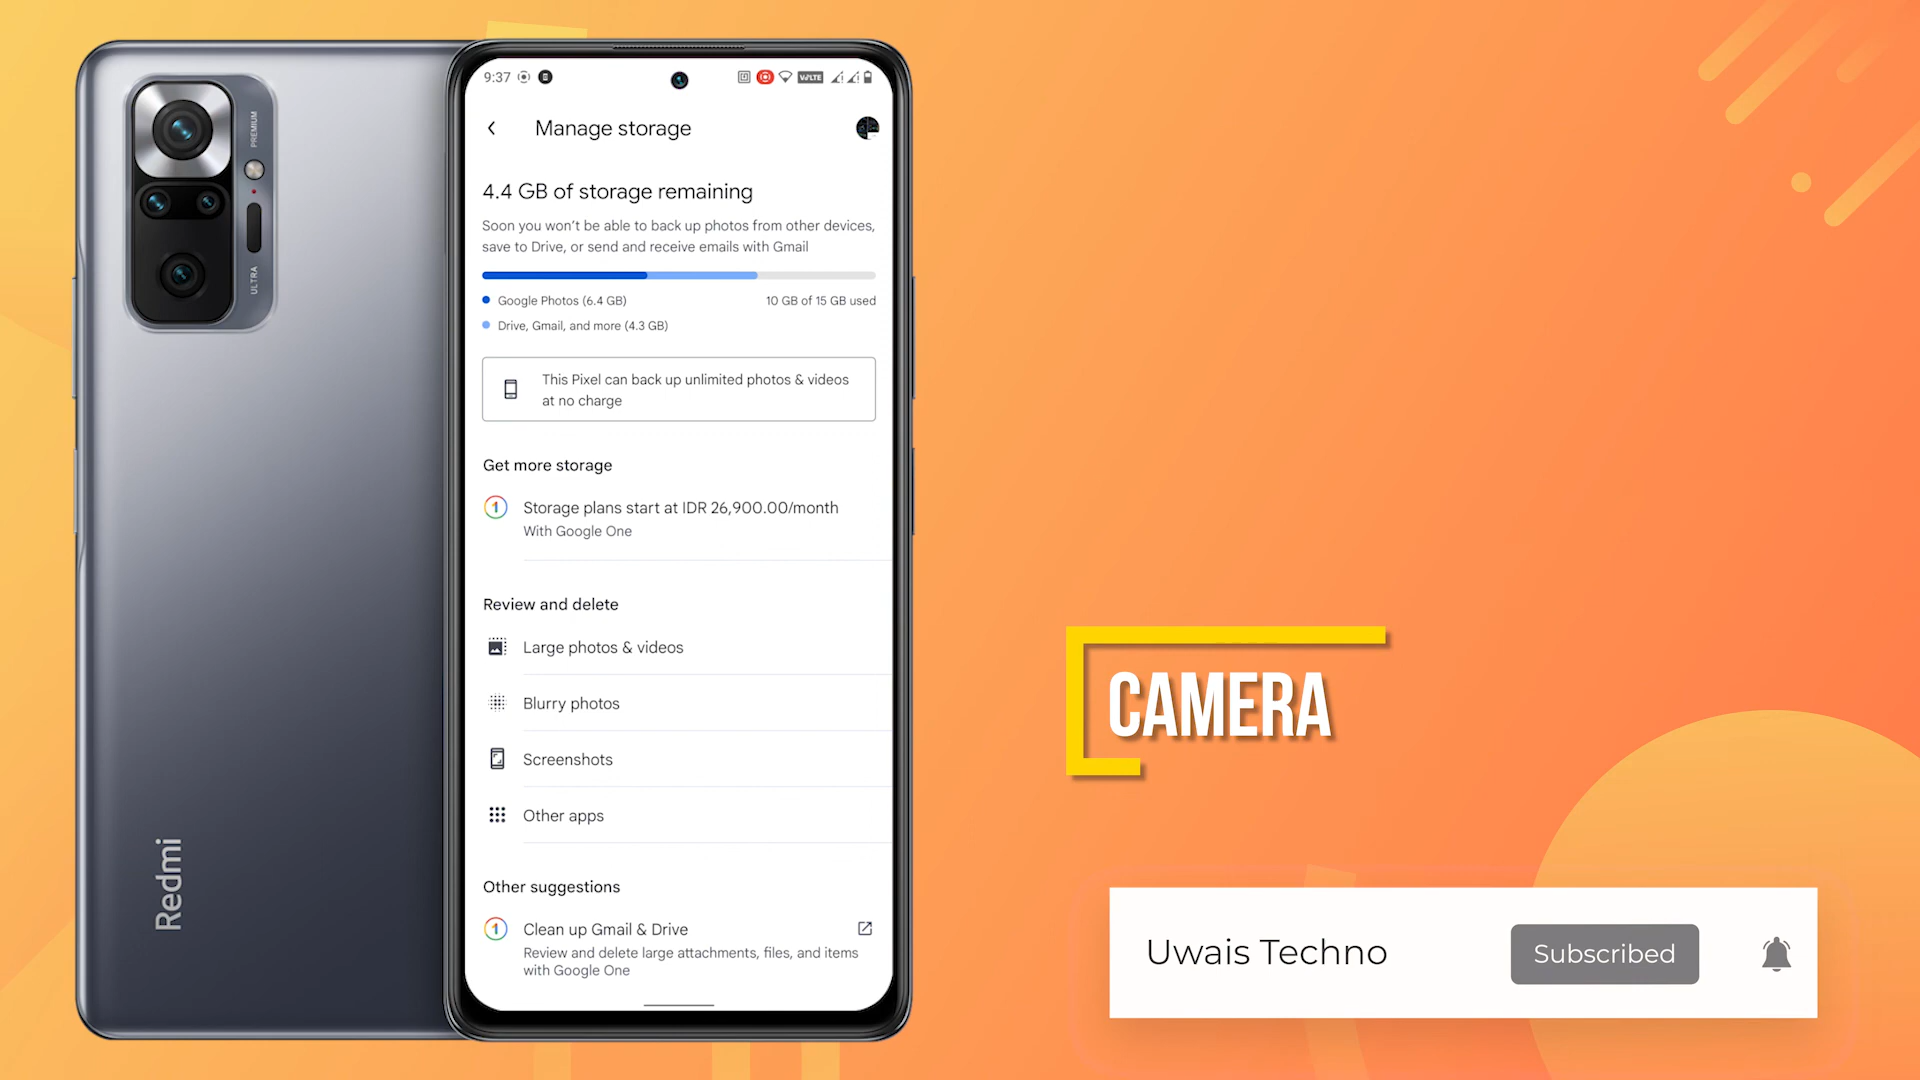 PREMIUM
ULTRA
Redmi
9:37
VoLTE
Manage storage
4.4 GB of storage remaining
Soon you won't be able to back up photos from other devices,
save to Drive, or send and receive emails with Gmail
Google Photos (6.4 GB)
10 GB of 15 GB used
Drive, Gmail, and more (4.3 GB)
This Pixel can back up unlimited photos & videos
at no charge
Get more storage
1
Storage plans start at IDR 26,900.00/month
With Google One
Review and delete
Large photos & videos
Blurry photos
Screenshots
Other apps
Other suggestions
1
Clean up Gmail & Drive
Review and delete large attachments, files, and items
with Google One
CAMERA
Uwais Techno
Subscribed